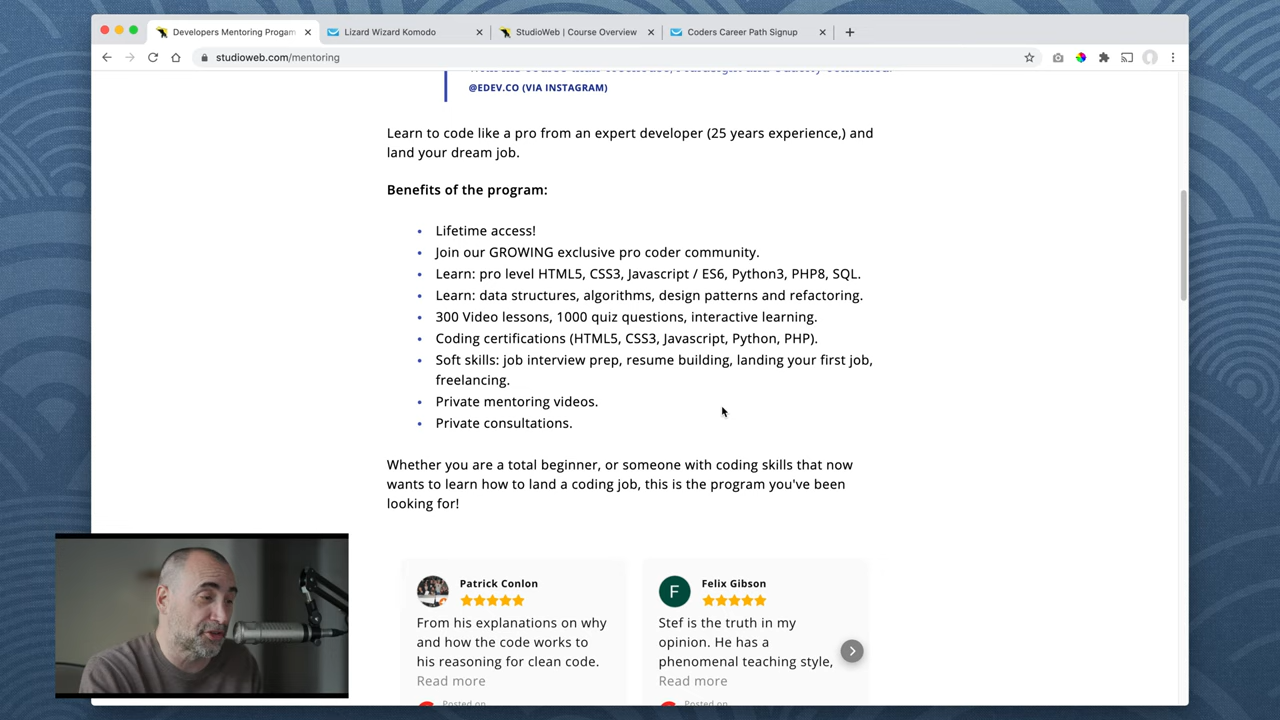 Developers Mentoring Progam
Lizard Wizard Komodo
StudioWeb | Course Overview
Coders Career Path Signup
studioweb.com/mentoring
@EDEV.CO (VIA INSTAGRAM)
Learn to code like a pro from an expert developer (25 years experience,) and
land your dream job.
Benefits of the program:
Lifetime access!
Join our GROWING exclusive pro coder community.
Learn: pro level HTML5, CSS3, Javascript / ES6, Python3, PHP8, SQL.
Learn: data structures, algorithms, design patterns and refactoring.
300 Video lessons, 1000 quiz questions, interactive learning.
Coding certifications (HTML5, CSS3, Javascript, Python, PHP).
Soft skills: job interview prep, resume building, landing your first job,
freelancing.
Private mentoring videos.
Private consultations.
Whether you are a total beginner, or someone with coding skills that now
wants to learn how to land a coding job, this is the program you've been
looking for!
Patrick Conlon
From his explanations on why
and how the code works to
his reasoning for clean code.
Read more
Posted on
F
Felix Gibson
Stef is the truth in my
opinion. He has a
phenomenal teaching style,
Read more
Posted on